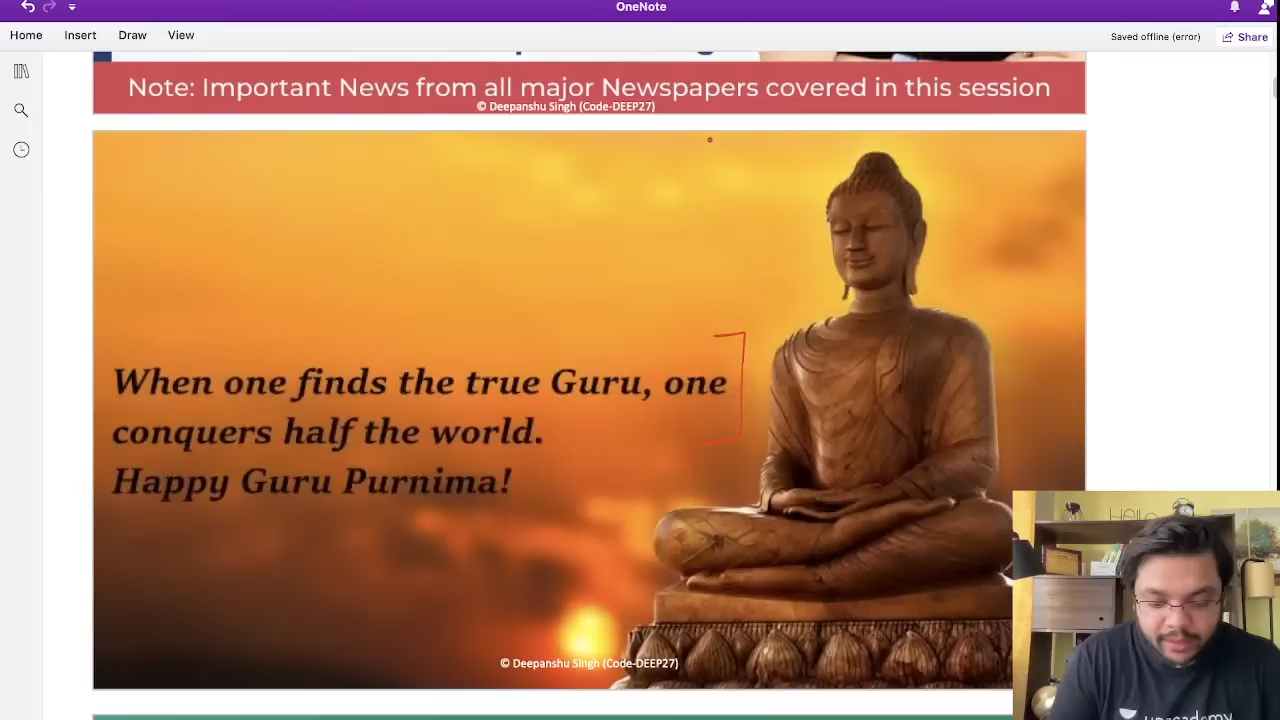 OneNote
Home Insert Draw View
Saved offline (error) Share
Note: Important News from all major Newspapers covered in this session
© Deepanshu Singh (Code-DEEP27)
When one finds the true Guru, one
conquers half the world.
Happy Guru Purnima!
HELLO
© Deepanshu Singh (Code-DEEP27)
unacademy